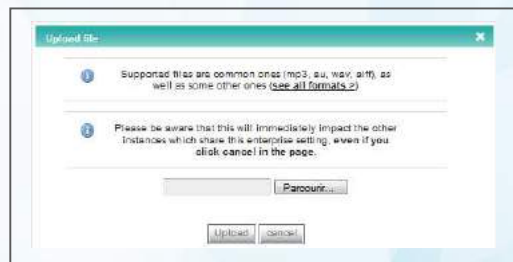 Upload file
Supported files are common ones (mp3, au, wav, aiff), as
well as some other ones (see all formats >)
Please be aware that this will immediately impact the other
instances which share this enterprise setting, even if you
click cancel in the page.
Parcourir...
Upload cancel